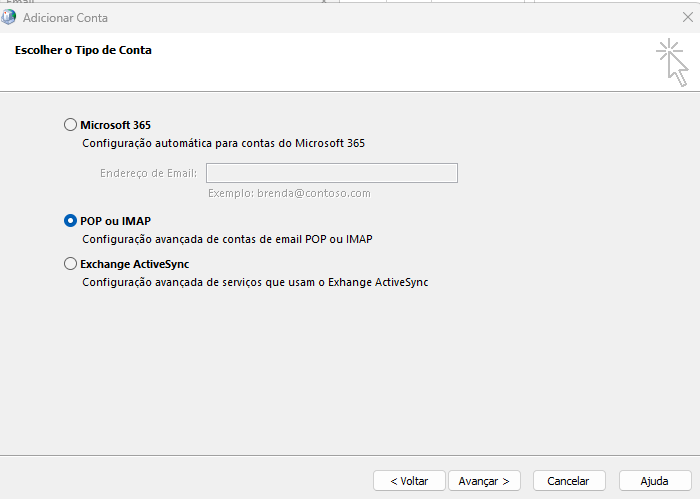 Adicionar Conta
Escolher o Tipo de Conta
Microsoft 365
Configuração automática para contas do Microsoft 365
Endereço de Email:
Exemplo: brenda@contoso.com
POP ou IMAP
Configuração avançada de contas de email POP ou IMAP
Exchange ActiveSync
Configuração avançada de serviços que usam o Exhange ActiveSync
< Voltar
Avançar >
Cancelar
Ajuda